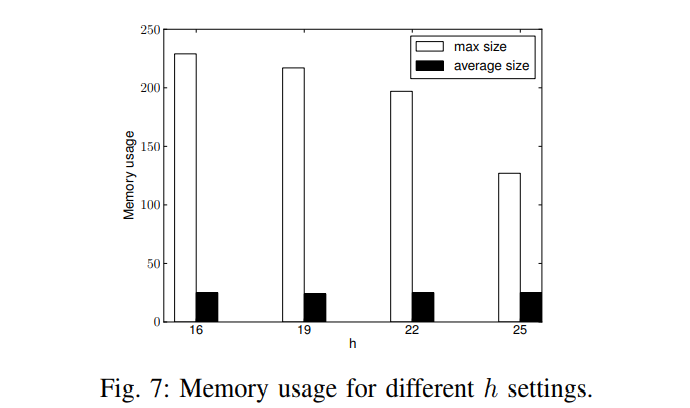 250
200
150
100
50
0
Memory usage
max size
average size
16 19 22 25
h
Fig. 7: Memory usage for different h settings.